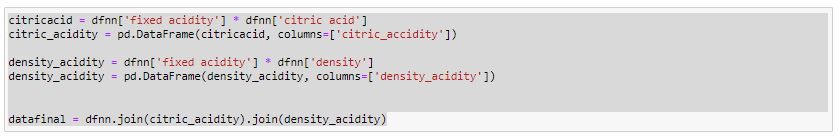 citricacid = dfnn['fixed acidity'] * dfnn['citric acid']
citric_acidity = pd.DataFrame(citricacid, columns=['citric_accidity'])
density_acidity = dfnn['fixed acidity'] * dfnn['density']
density_acidity = pd.DataFrame(density_acidity, columns=['density_acidity'])
datafinal = dfnn.join(citric_acidity).join(density_acidity)